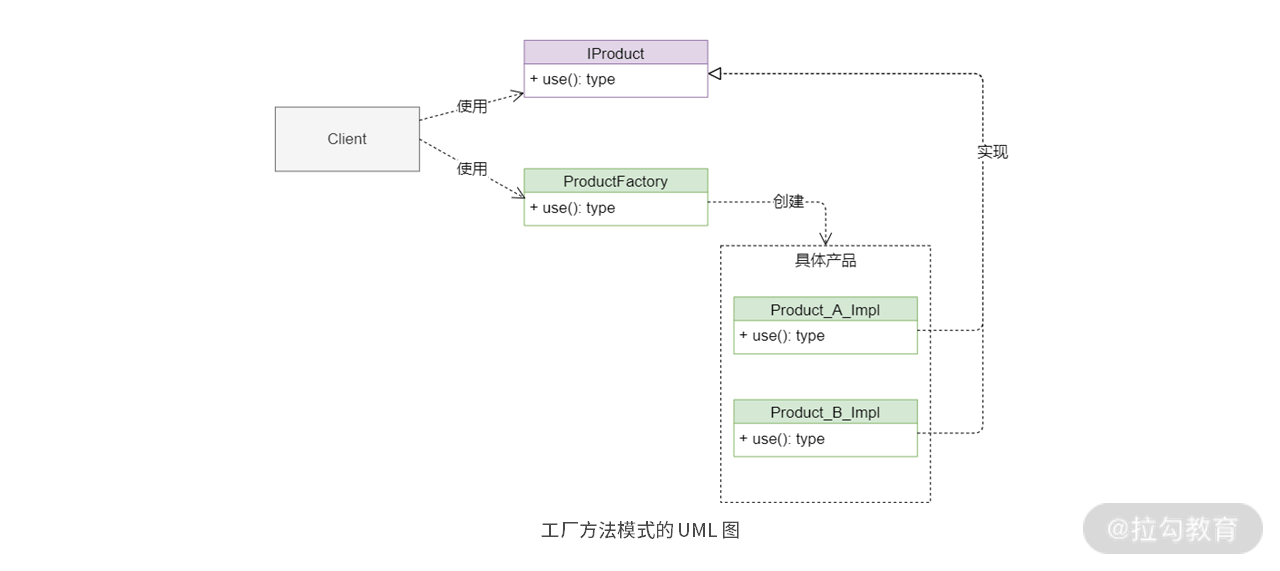 IProduct
+ use(): type
使用
Client
实现
使用
ProductFactory
+ use(): type
创建
具体产品
Product_A_Impl
+ use(): type
Product_B_Impl
+ use(): type
工厂方法模式的 UML 图
@拉勾教育